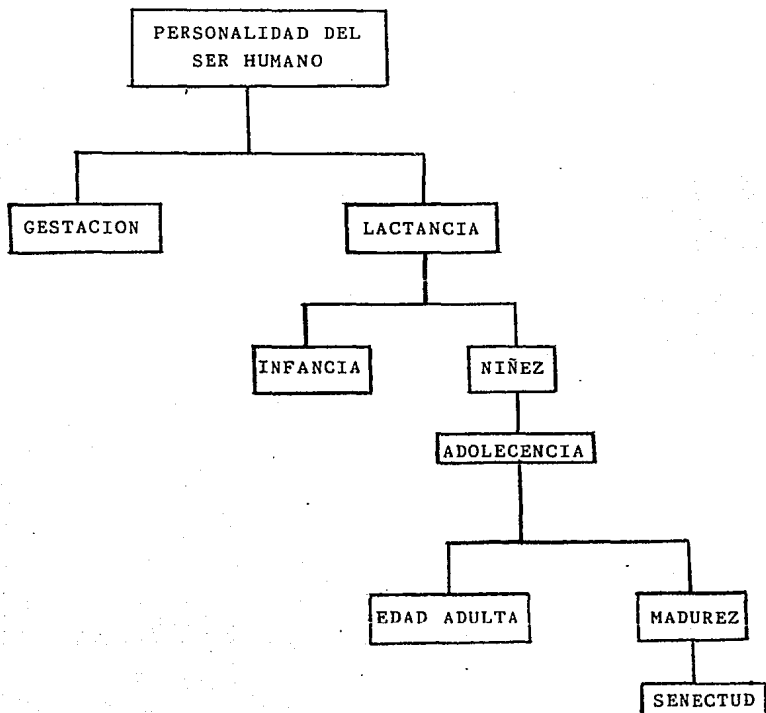 PERSONALIDAD DEL
SER HUMANO
GESTACION
LACTANCIA
INFANCIA
NIÑEZ
ADOLECENCIA
EDAD ADULTA
MADUREZ
SENECTUD